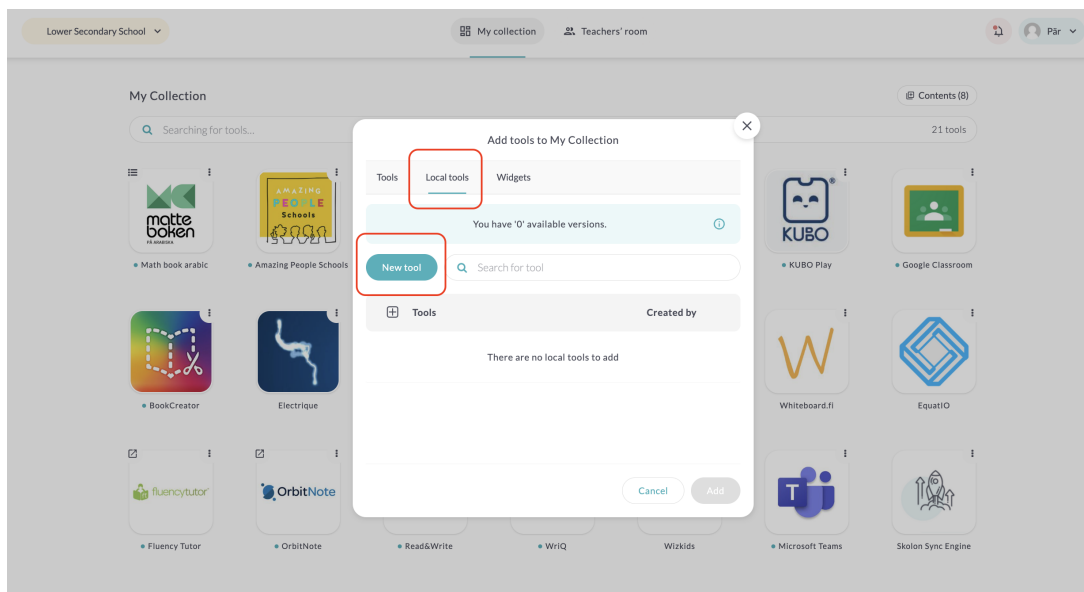 Lower Secondary School
My collection
Teachers' room
Pär
My Collection
Contents (8)
Searching for tools...
21 tools
Add tools to My Collection
Tools
Local tools
Widgets
You have '0' available versions.
New tool
Search for tool
Tools
Created by
There are no local tools to add
Cancel
Add
matte
boken
PÅ ARABISKA
AMAZING
PEOPLE
Schools
KUBO
Math book arabic
Amazing People Schools
KUBO Play
Google Classroom
BookCreator
Electrique
Whiteboard.fi
EquatIO
fluencytutor
OrbitNote
T
Fluency Tutor
OrbitNote
Read&Write
WriQ
Wizkids
Microsoft Teams
Skolon Sync Engine